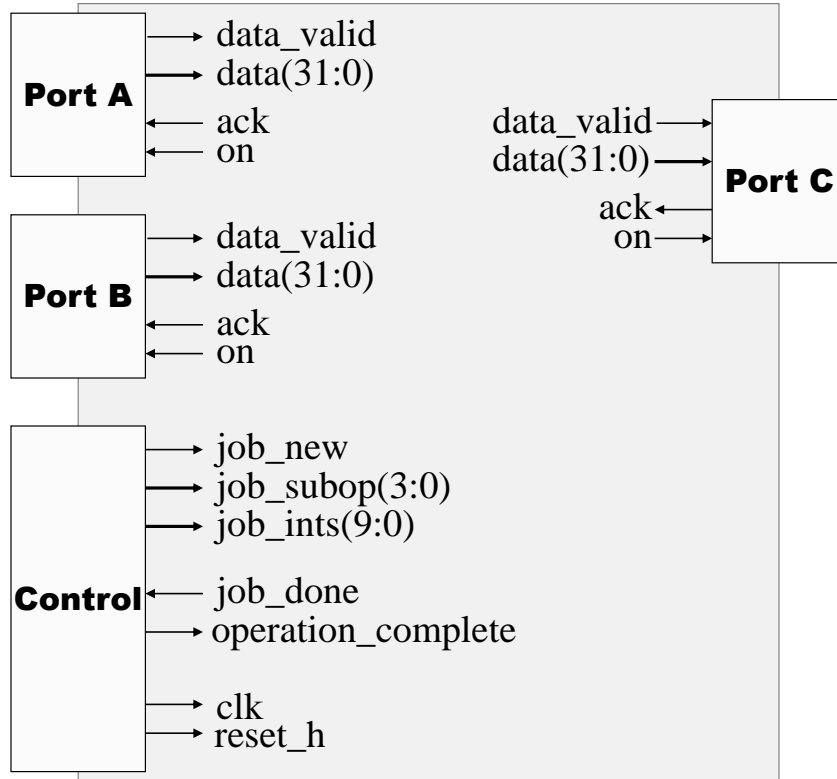 Port A
data_valid
data(31:0)
ack
on
Port C
data_valid
data(31:0)
ack
on
Port B
data_valid
data(31:0)
ack
on
Control
job_new
job_subop(3:0)
job_ints(9:0)
job_done
operation_complete
clk
reset_h